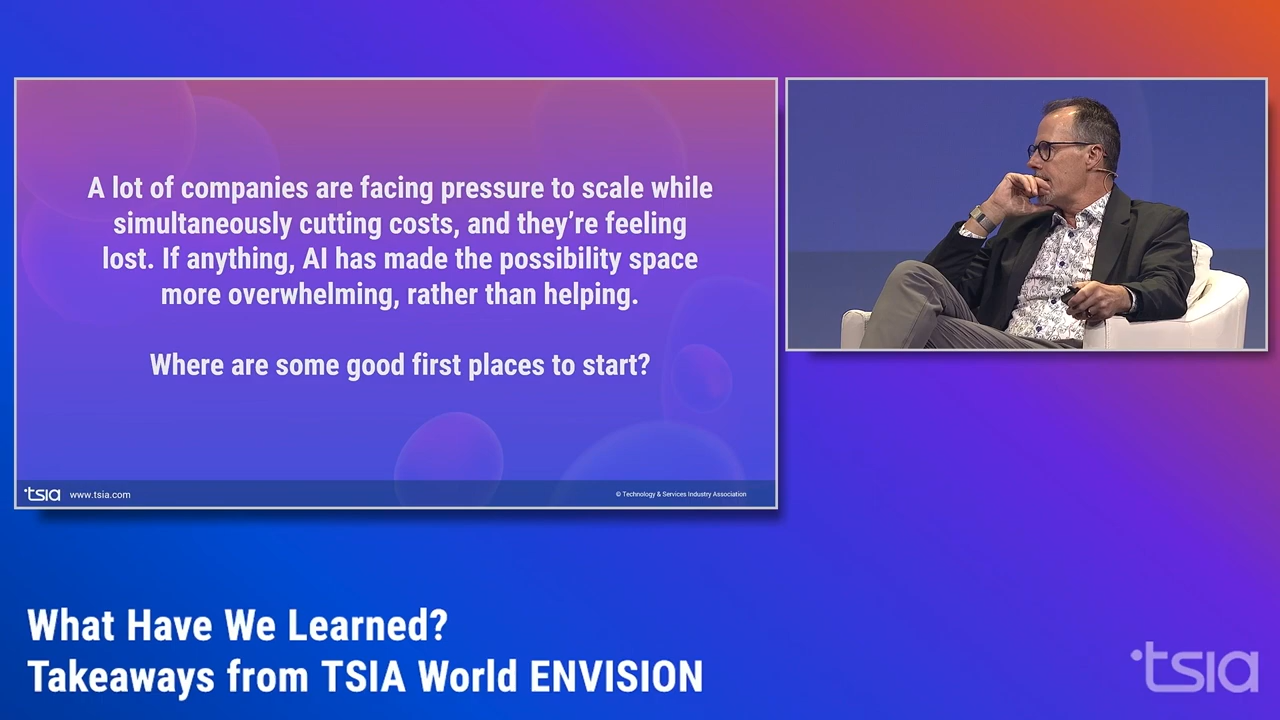 A lot of companies are facing pressure to scale while
simultaneously cutting costs, and they’re feeling
lost. If anything, AI has made the possibility space
more overwhelming, rather than helping.
Where are some good first places to start?
tsia www.tsia.com
© Technology & Services Industry Association
What Have We Learned?
Takeaways from TSIA World ENVISION
tsia